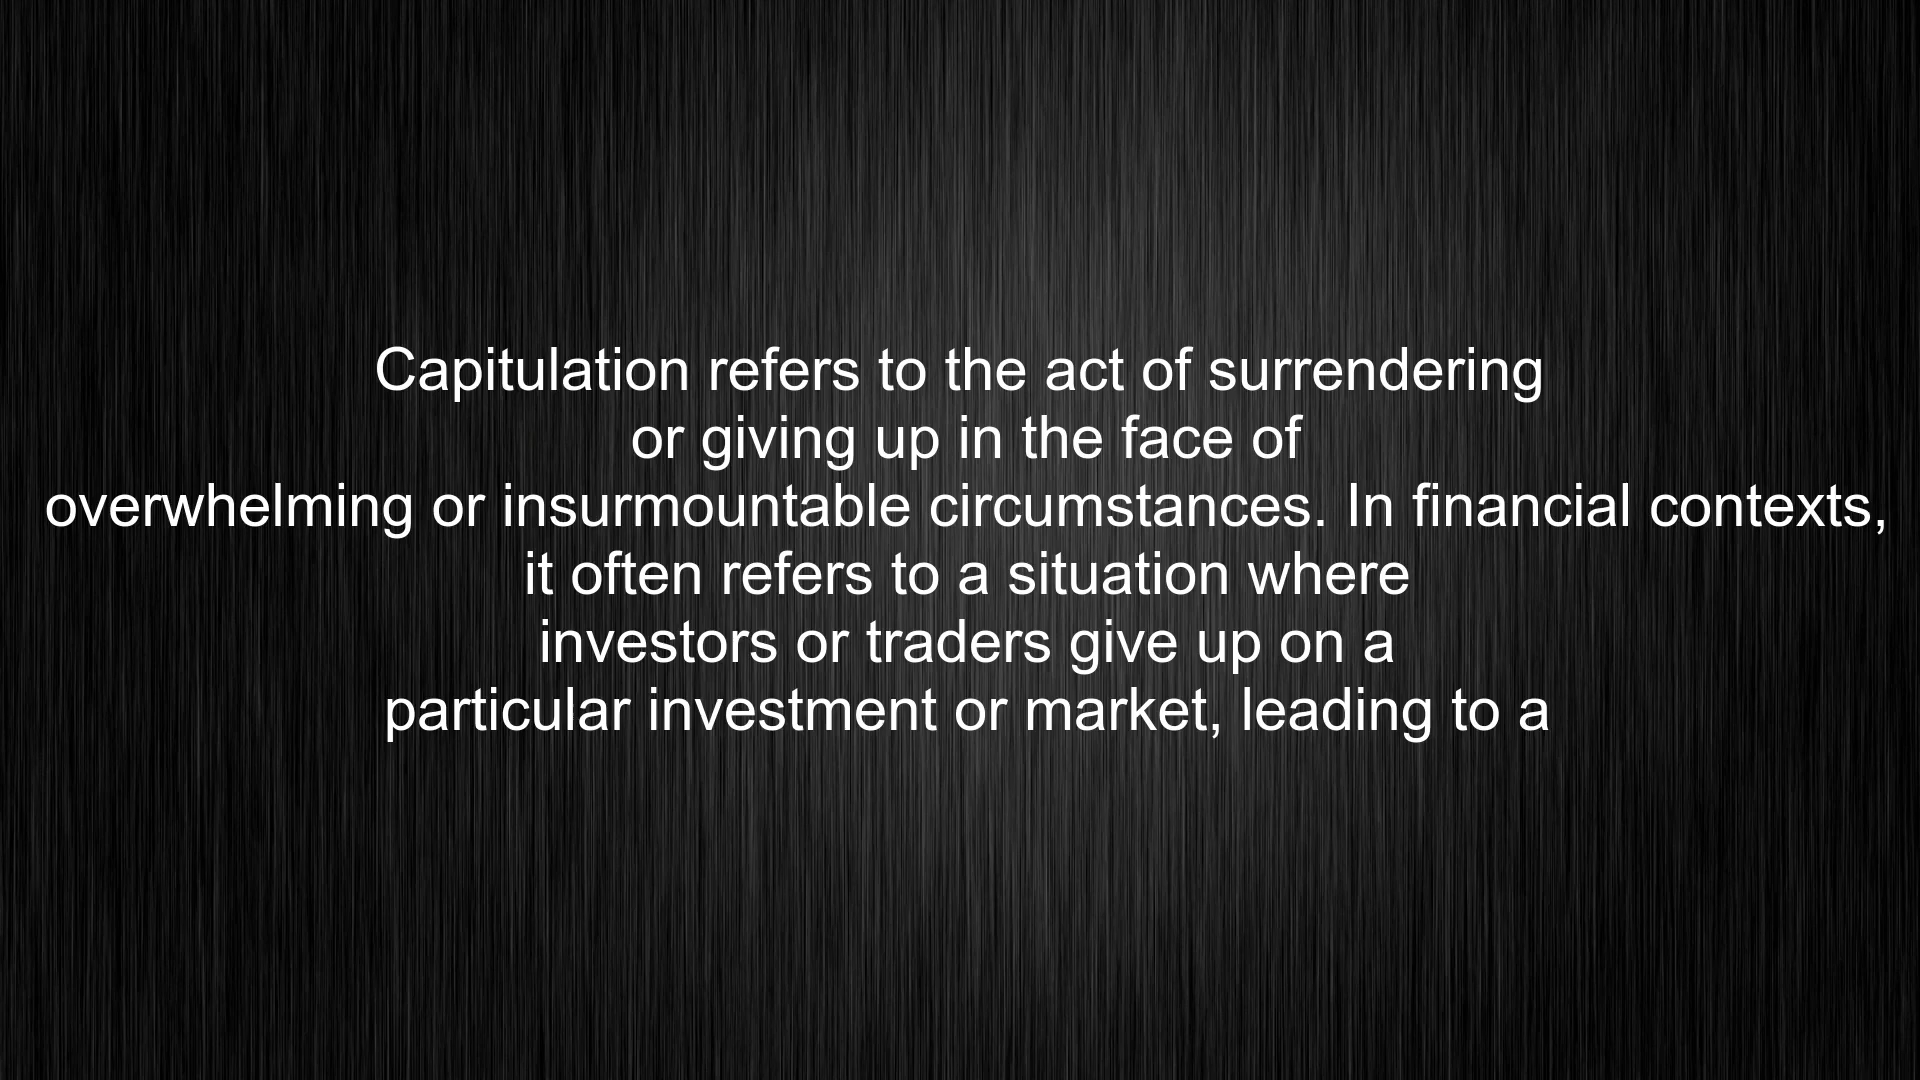 Capitulation refers to the act of surrendering
or giving up in the face of
overwhelming or insurmountable circumstances. In financial contexts,
it often refers to a situation where
investors or traders give up on a
particular investment or market, leading to a